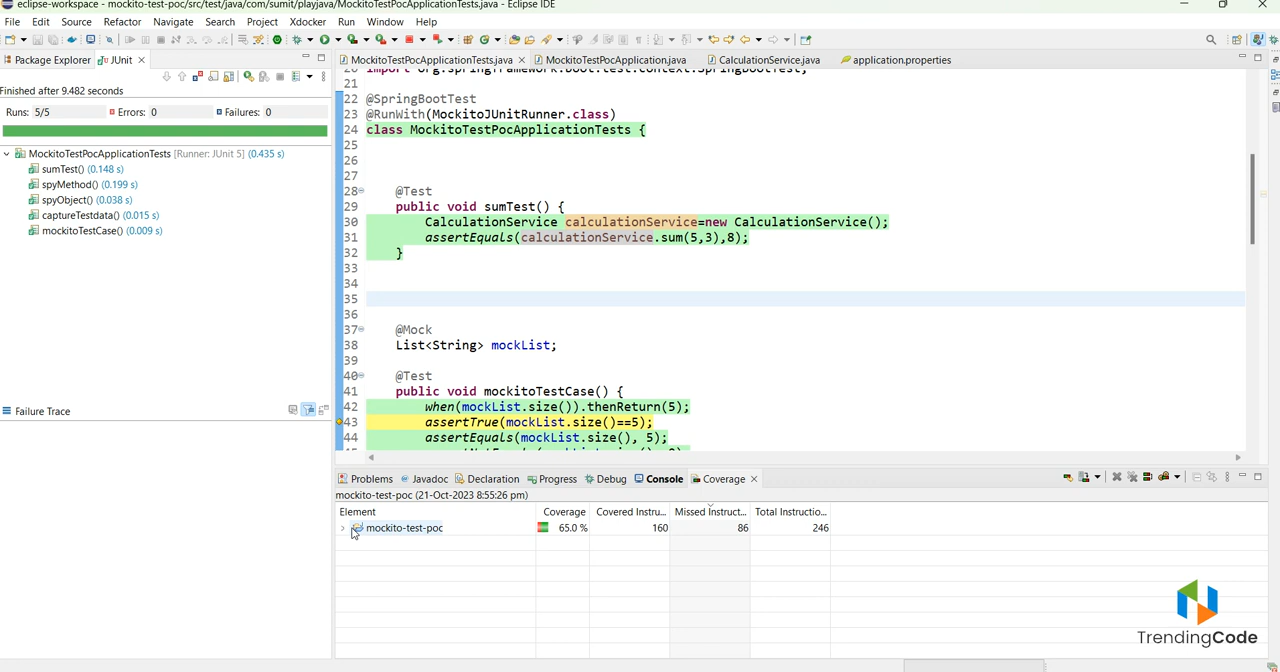 eclipse-workspace - mockito-test-poc/src/test/java/com/sumit/playjava/MockitoTestPocApplicationTests.java - Eclipse IDE
File Edit Source Refactor Navigate Search Project Xdocker Run Window Help
Package Explorer JUnit
MockitoTestPocApplicationTests.java MockitoTestPocApplication.java CalculationService.java application.properties
Finished after 9.482 seconds
Runs: 5/5 Errors: 0 Failures: 0
MockitoTestPocApplicationTests [Runner: JUnit 5] (0.435 s)
sumTest() (0.148 s)
spyMethod() (0.199 s)
spyObject() (0.038 s)
captureTestdata() (0.015 s)
mockitoTestCase() (0.009 s)
Failure Trace
20 import org.springframework.boot.test.context.SpringBootTest;
21
22 @SpringBootTest
23 @RunWith(MockitoJUnitRunner.class)
24 class MockitoTestPocApplicationTests {
25
26
27
28 @Test
29 public void sumTest() {
30 CalculationService calculationService=new CalculationService();
31 assertEquals(calculationService.sum(5,3),8);
32 }
33
34
35
36
37 @Mock
38 List<String> mockList;
39
40 @Test
41 public void mockitoTestCase() {
42 when(mockList.size()).thenReturn(5);
43 assertTrue(mockList.size()==5);
44 assertEquals(mockList.size(), 5);
Problems Javadoc Declaration Progress Debug Console Coverage
mockito-test-poc (21-Oct-2023 8:55:26 pm)
Element Coverage Covered Instru... Missed Instruct... Total Instructio...
mockito-test-poc 65.0 % 160 86 246
TrendingCode